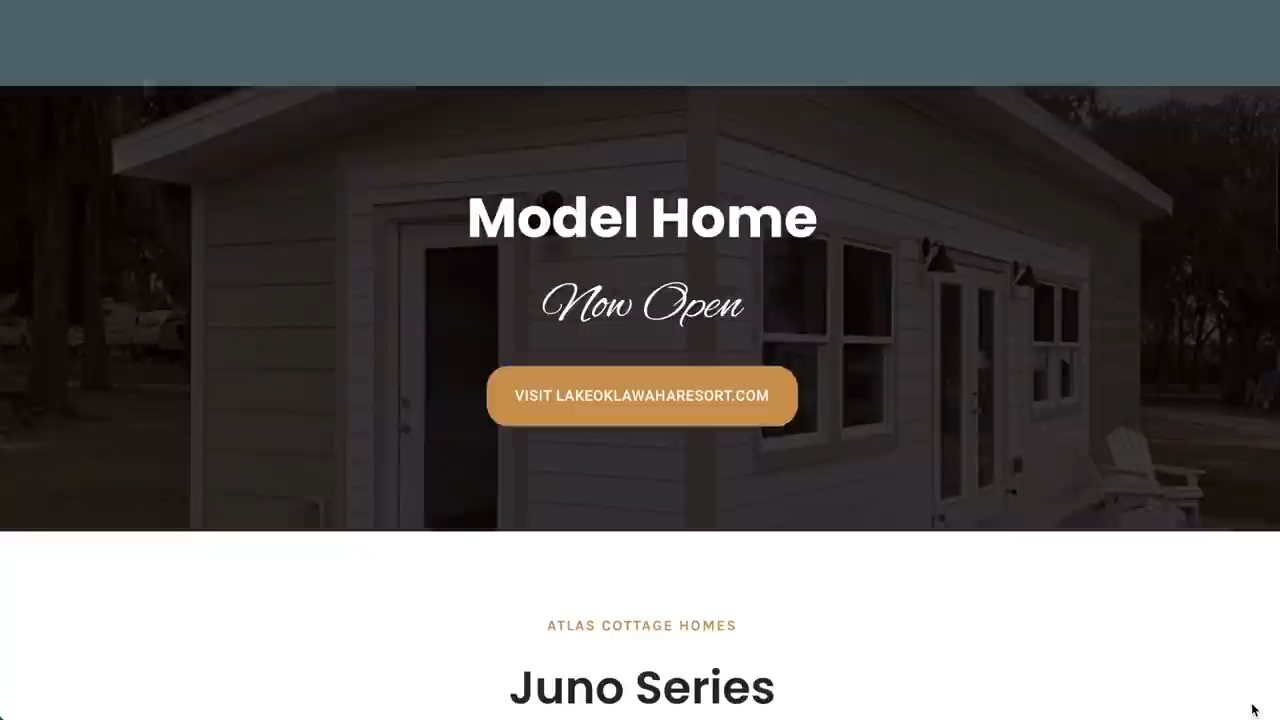 Model Home
Now Open
VISIT LAKEOKLAWAHARESORT.COM
ATLAS COTTAGE HOMES
Juno Series